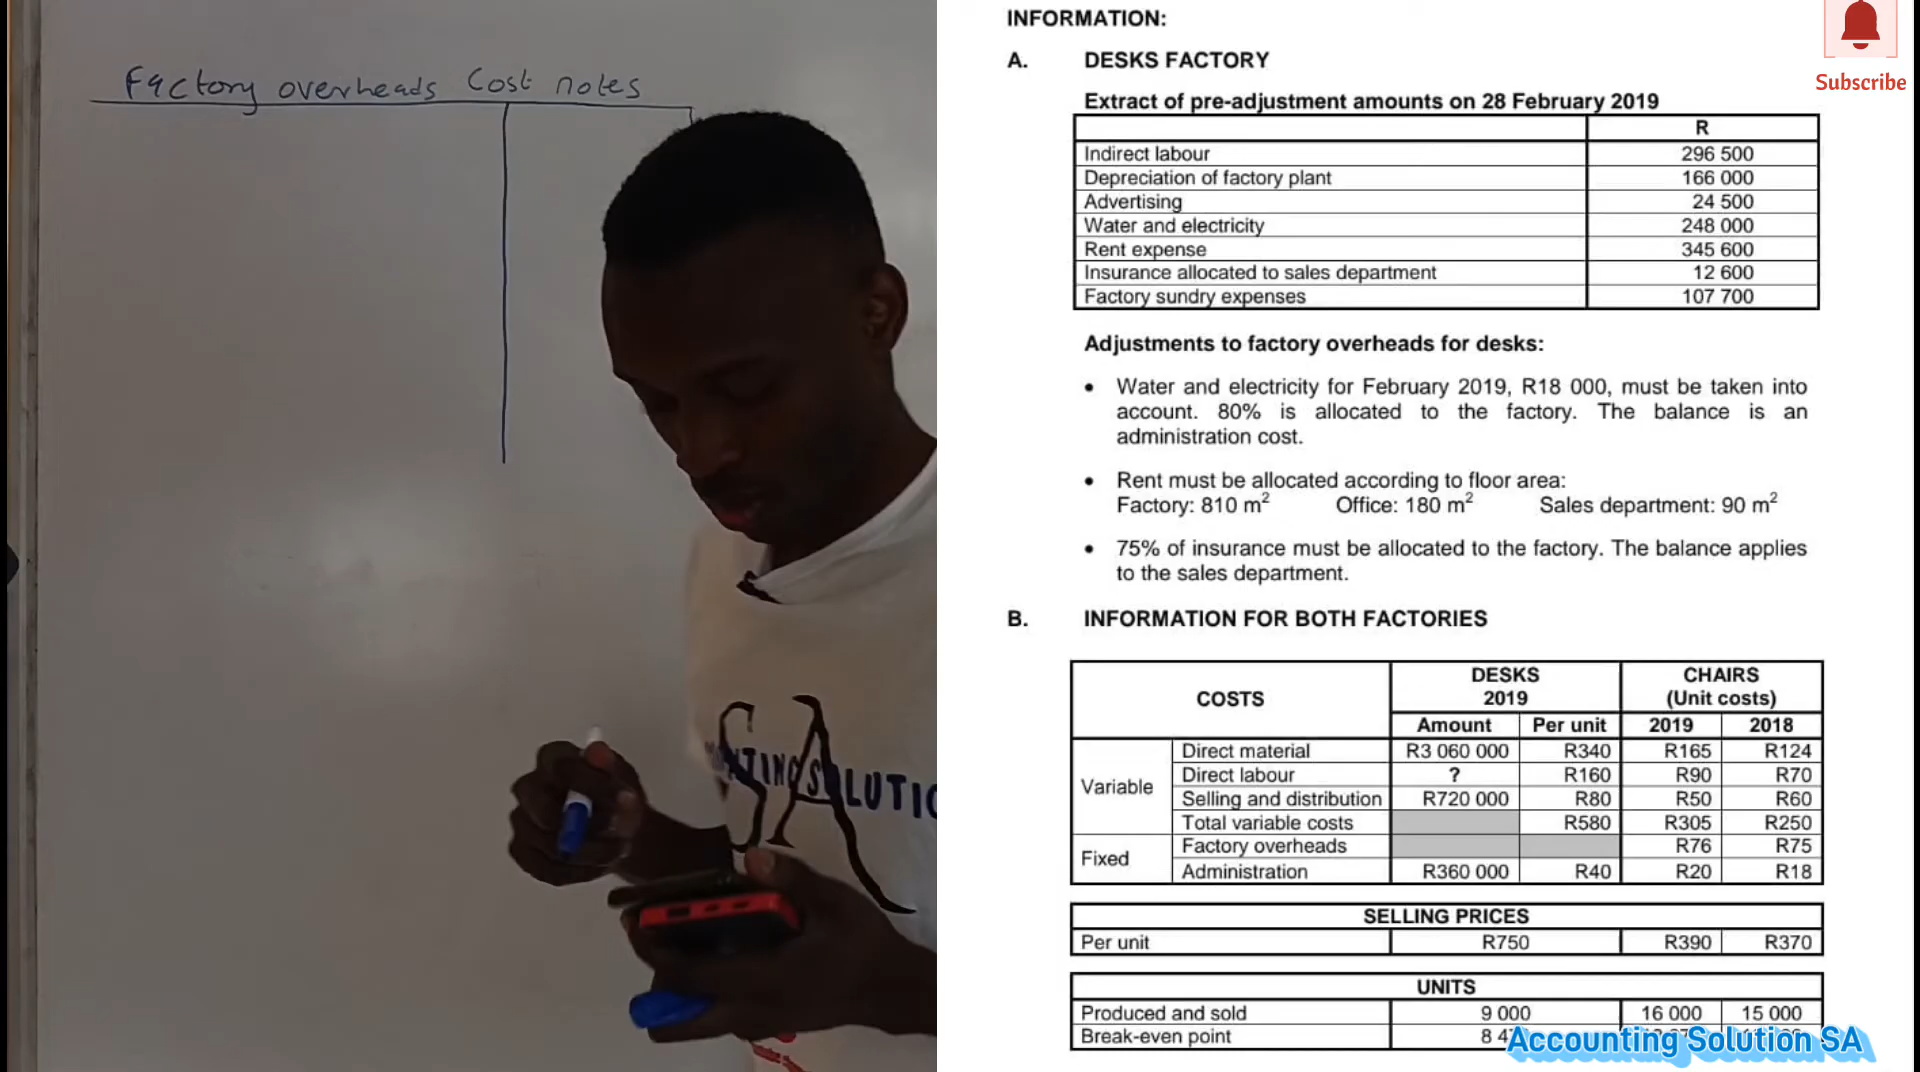 Factory overheads Cost notes
SA
LUTIO
INFORMATION:
A. DESKS FACTORY
Extract of pre-adjustment amounts on 28 February 2019
R
Indirect labour 296 500
Depreciation of factory plant 166 000
Advertising 24 500
Water and electricity 248 000
Rent expense 345 600
Insurance allocated to sales department 12 600
Factory sundry expenses 107 700
Adjustments to factory overheads for desks:
• Water and electricity for February 2019, R18 000, must be taken into
account. 80% is allocated to the factory. The balance is an
administration cost.
• Rent must be allocated according to floor area:
Factory: 810 m² Office: 180 m² Sales department: 90 m²
• 75% of insurance must be allocated to the factory. The balance applies
to the sales department.
B. INFORMATION FOR BOTH FACTORIES
COSTS DESKS 2019 CHAIRS (Unit costs)
Amount Per unit 2019 2018
Variable Direct material R3 060 000 R340 R165 R124
Direct labour ? R160 R90 R70
Selling and distribution R720 000 R80 R50 R60
Total variable costs R580 R305 R250
Fixed Factory overheads R76 R75
Administration R360 000 R40 R20 R18
SELLING PRICES
Per unit R750 R390 R370
UNITS
Produced and sold 9 000 16 000 15 000
Break-even point 8 4
Subscribe
Accounting Solution SA